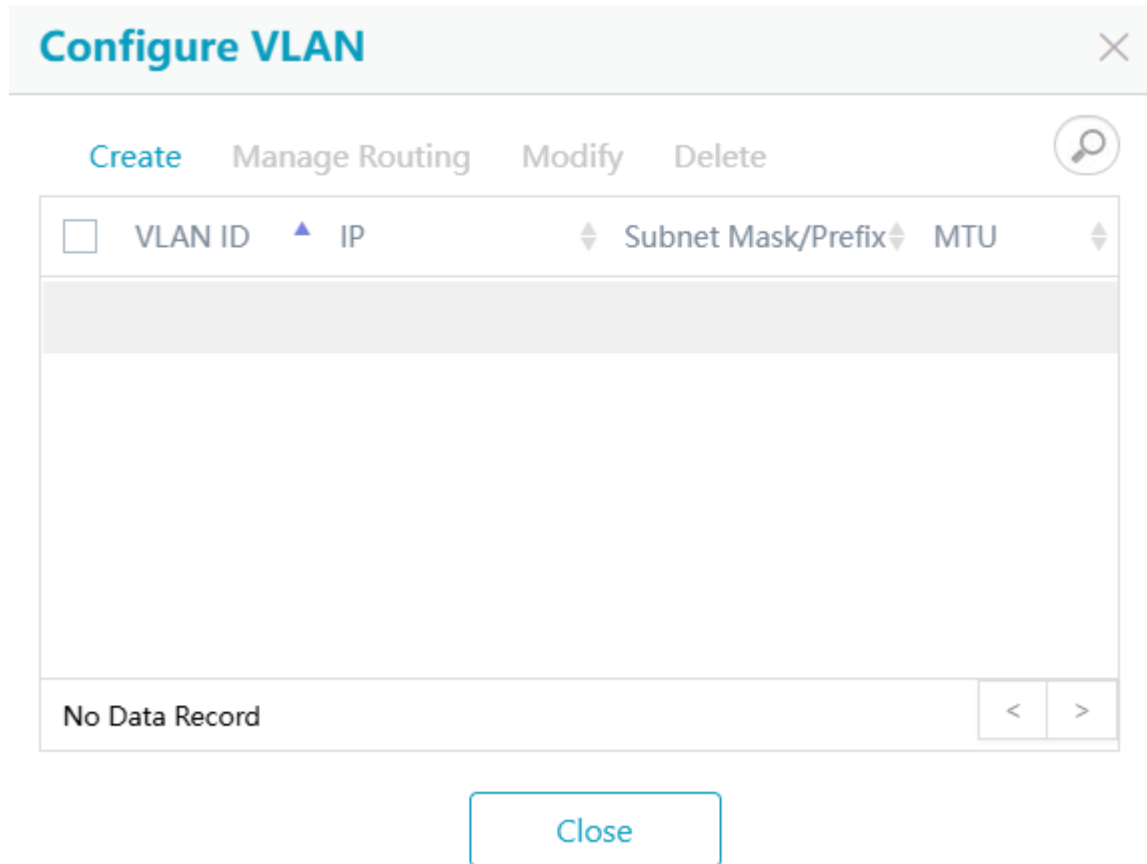 Configure VLAN
Create Manage Routing Modify Delete
VLAN ID IP Subnet Mask/Prefix MTU
No Data Record < >
Close